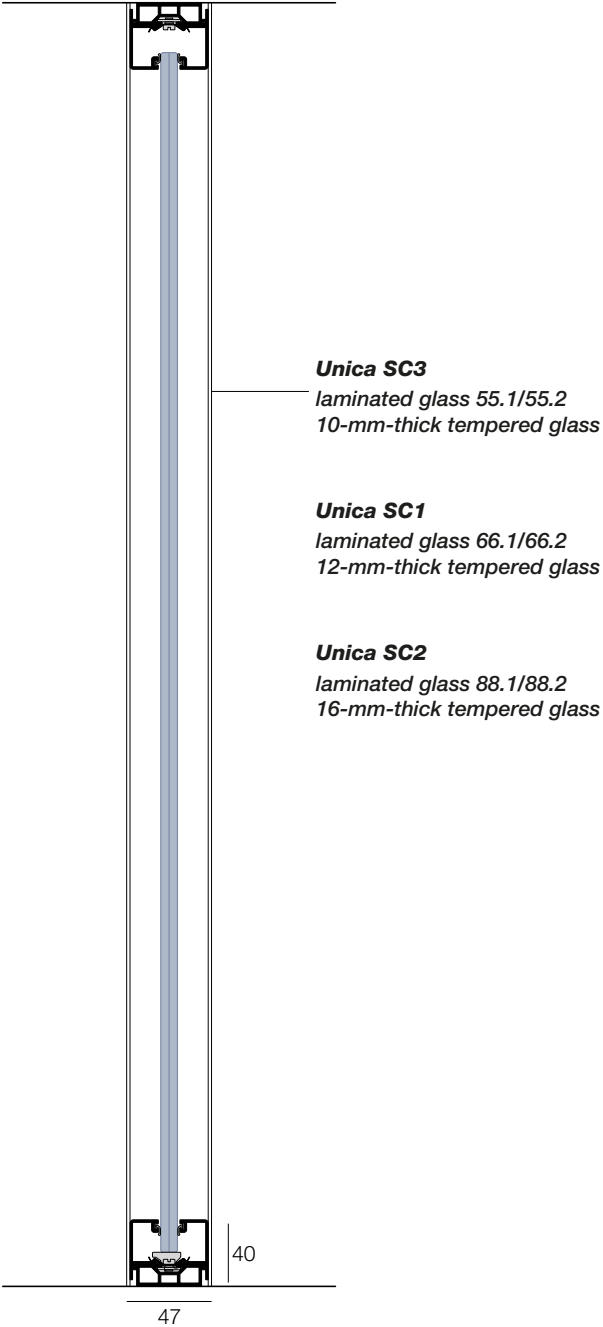 Unica SC3
laminated glass 55.1/55.2
10-mm-thick tempered glass
Unica SC1
laminated glass 66.1/66.2
12-mm-thick tempered glass
Unica SC2
laminated glass 88.1/88.2
16-mm-thick tempered glass
40
47